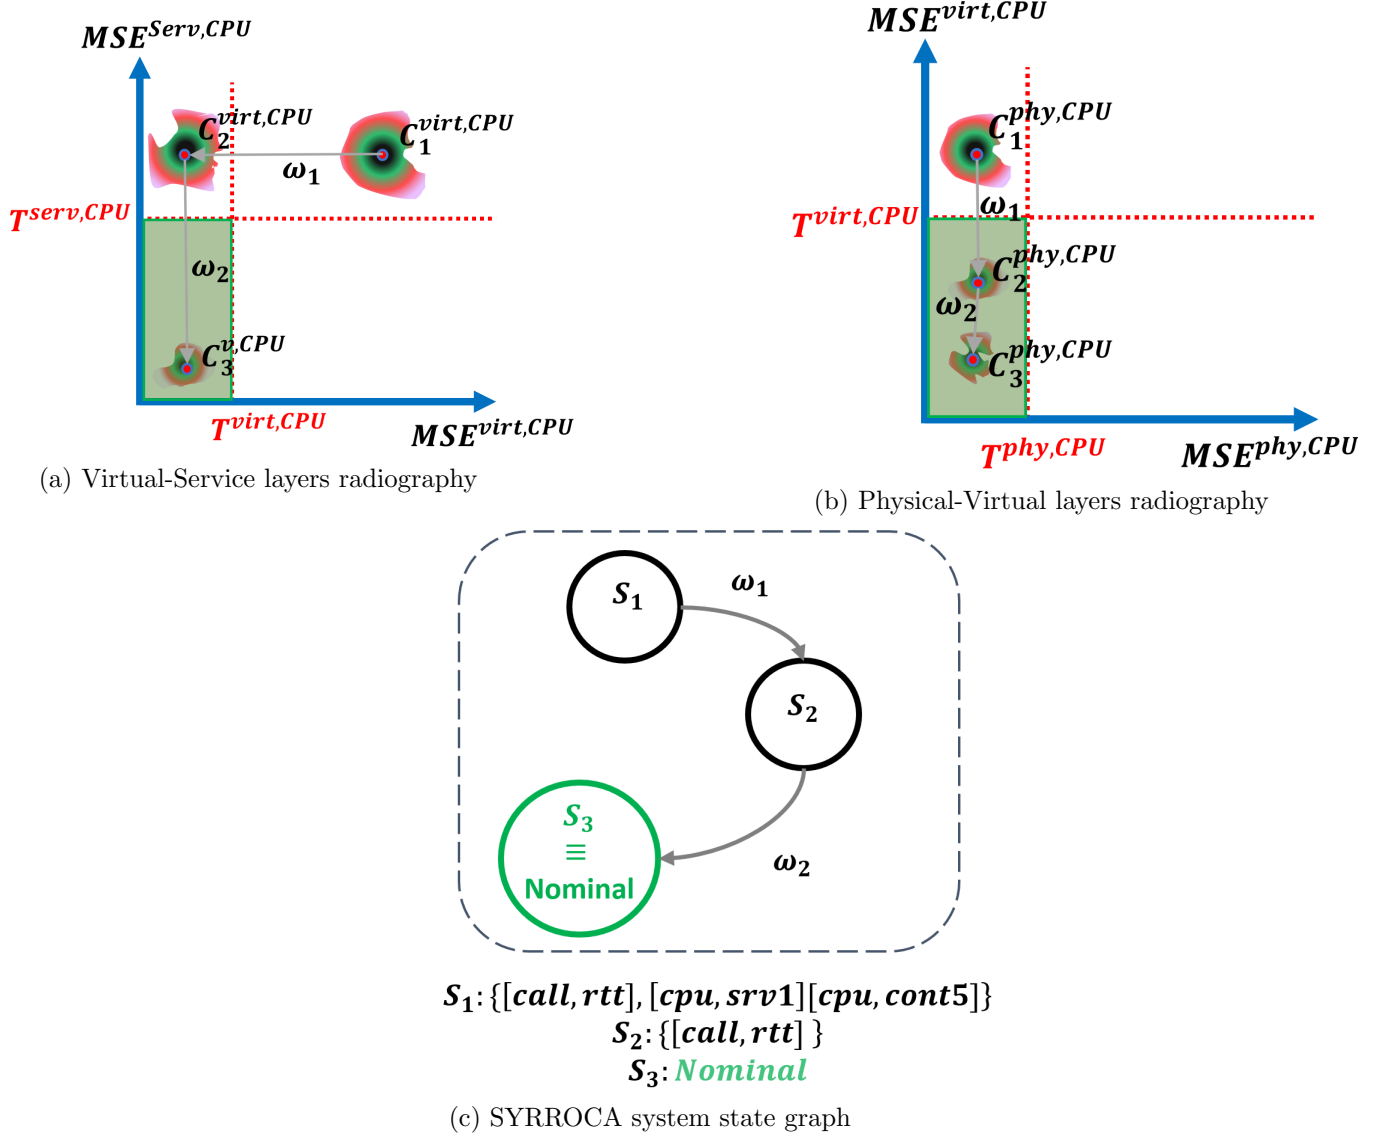 MSE^{Serv,CPU}
C_2^{virt,CPU}
C_1^{virt,CPU}
ω_1
T^{serv,CPU}
ω_2
C_3^{v,CPU}
T^{virt,CPU}
MSE^{virt,CPU}
(a) Virtual-Service layers radiography
MSE^{virt,CPU}
C_1^{phy,CPU}
ω_1
T^{virt,CPU}
C_2^{phy,CPU}
ω_2
C_3^{phy,CPU}
T^{phy,CPU}
MSE^{phy,CPU}
(b) Physical-Virtual layers radiography
S_1
ω_1
S_2
S_3
≡
Nominal
ω_2
S_1: {[call, rtt], [cpu, srv1][cpu, cont5]}
S_2: {[call, rtt] }
S_3: Nominal
(c) SYRROCA system state graph